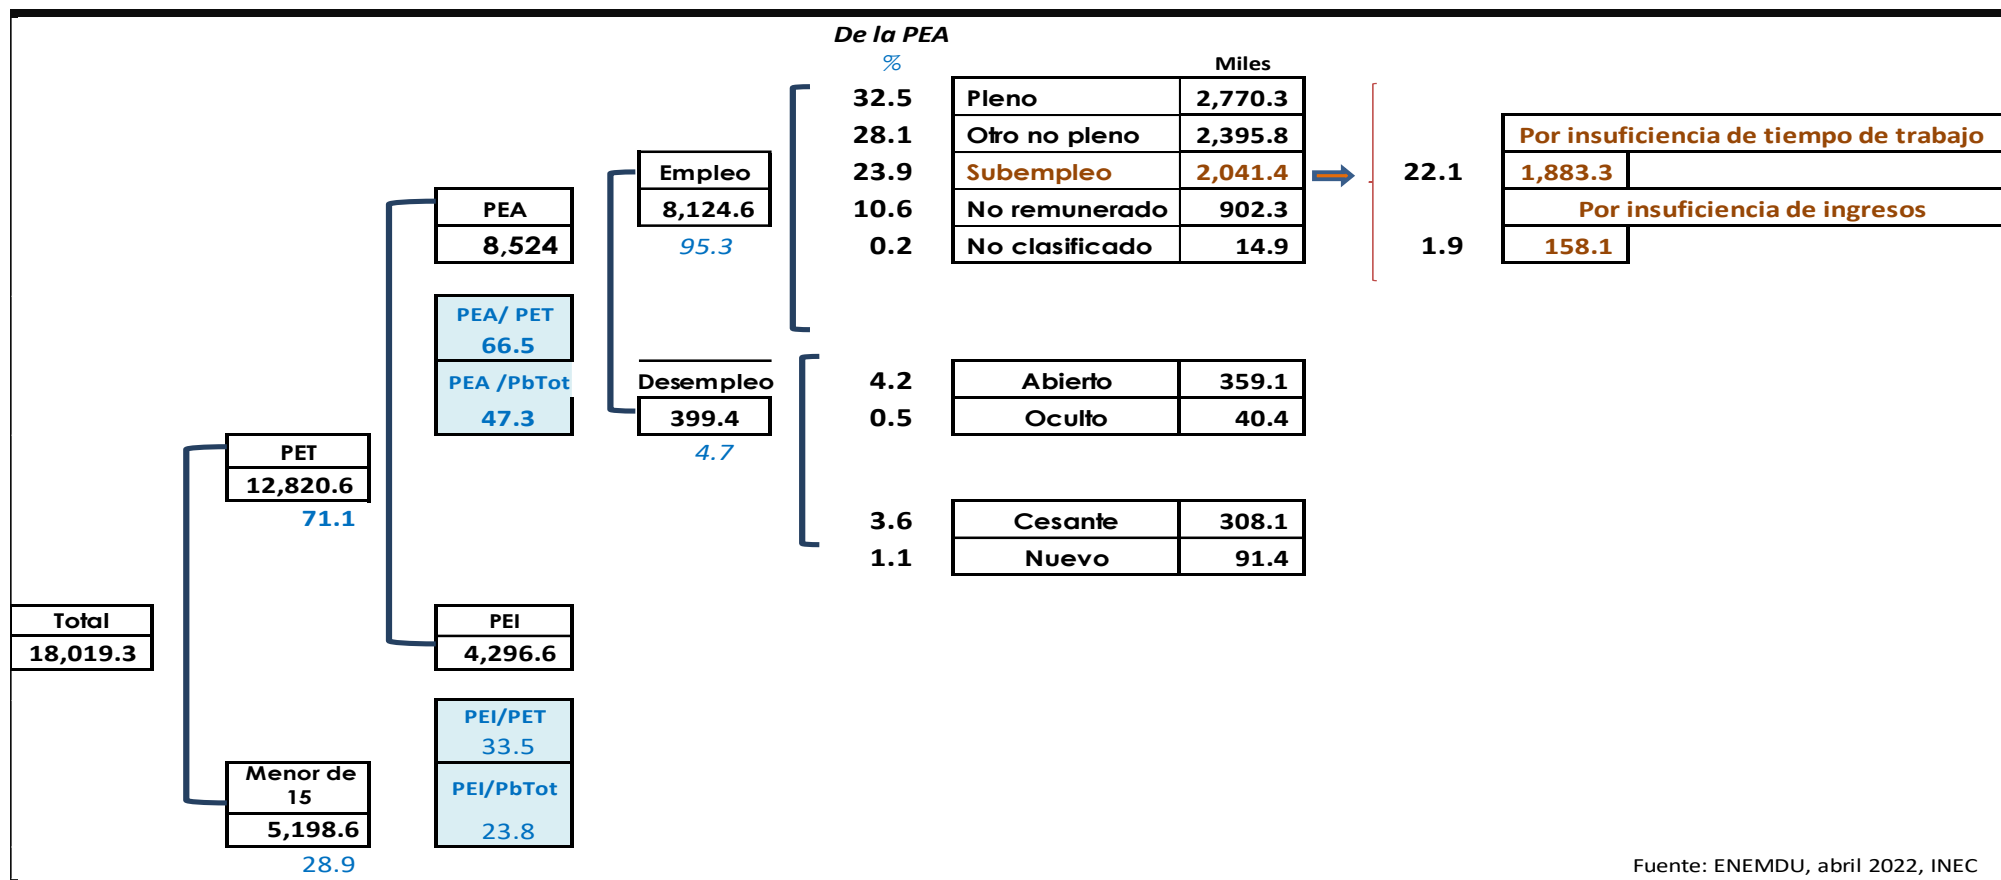 De la PEA
% Miles
32.5 Pleno 2,770.3
28.1 Otro no pleno 2,395.8 Por insuficiencia de tiempo de trabajo
Empleo 23.9 Subempleo 2,041.4 22.1 1,883.3
PEA 8,124.6 10.6 No remunerado 902.3 Por insuficiencia de ingresos
8,524 95.3 0.2 No clasificado 14.9 1.9 158.1
PEA/ PET
66.5
PEA /PbTot Desempleo 4.2 Abierto 359.1
47.3 399.4 0.5 Oculto 40.4
PET 4.7
12,820.6
71.1 3.6 Cesante 308.1
1.1 Nuevo 91.4
Total PEI
18,019.3 4,296.6
PEI/PET
33.5
Menor de
15 PEI/PbTot
5,198.6 23.8
28.9 Fuente: ENEMDU, abril 2022, INEC